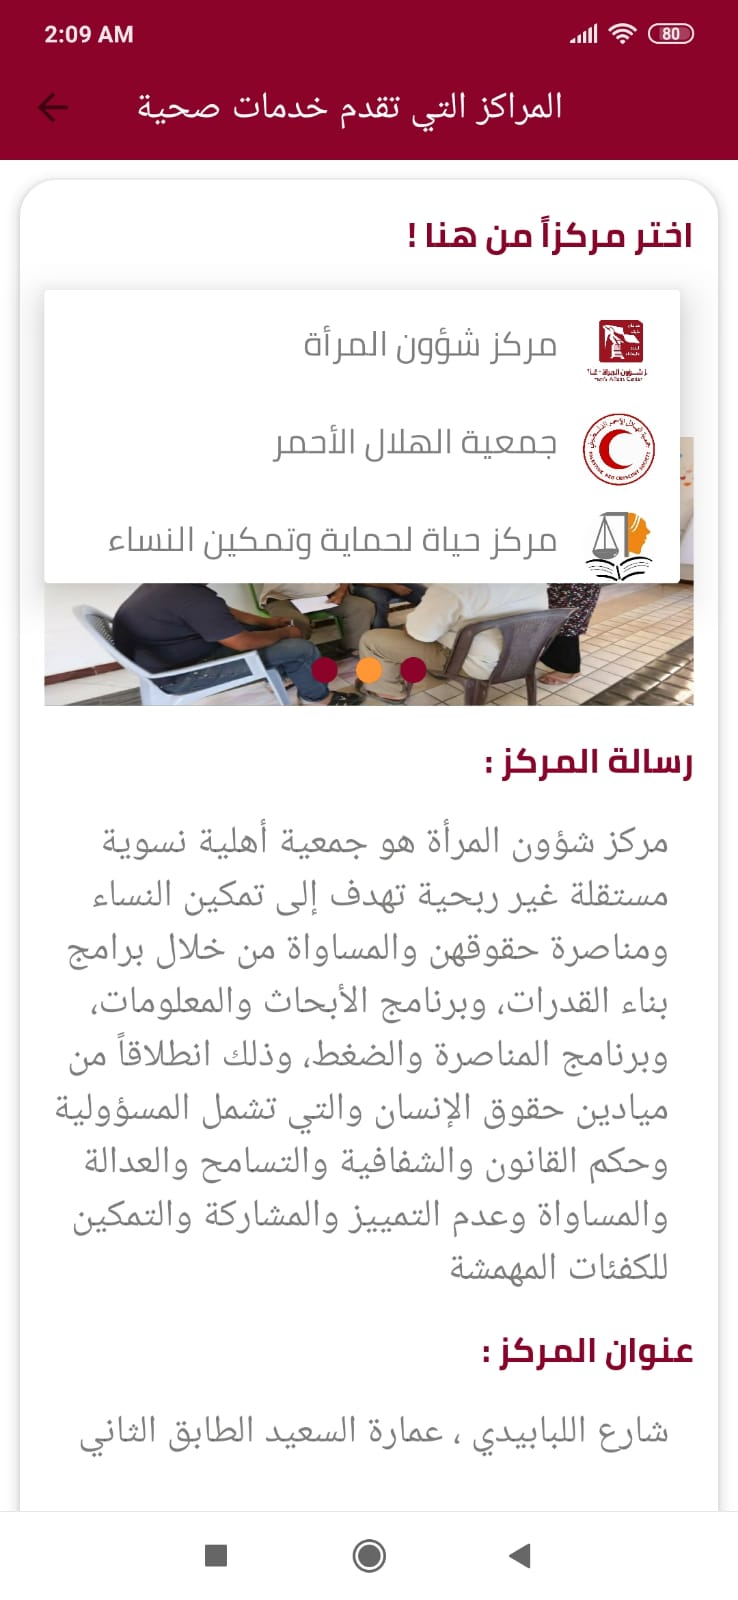 2:09 AM
80
المراكز التي تقدم خدمات صحية
اختر مركزاً من هنا !
مركز شؤون المرأة
جمعية الهلال الأحمر
مركز حياة لحماية وتمكين النساء
رسالة المركز :
مركز شؤون المرأة هو جمعية أهلية نسوية
مستقلة غير ربحية تهدف إلى تمكين النساء
ومناصرة حقوقهن والمساواة من خلال برامج
بناء القدرات، وبرنامج الأبحاث والمعلومات،
وبرنامج المناصرة والضغط، وذلك انطلاقاً من
ميادين حقوق الإنسان والتي تشمل المسؤولية
وحكم القانون والشفافية والتسامح والعدالة
والمساواة وعدم التمييز والمشاركة والتمكين
للكفئات المهمشة
عنوان المركز :
شارع اللبابيدي ، عمارة السعيد الطابق الثاني